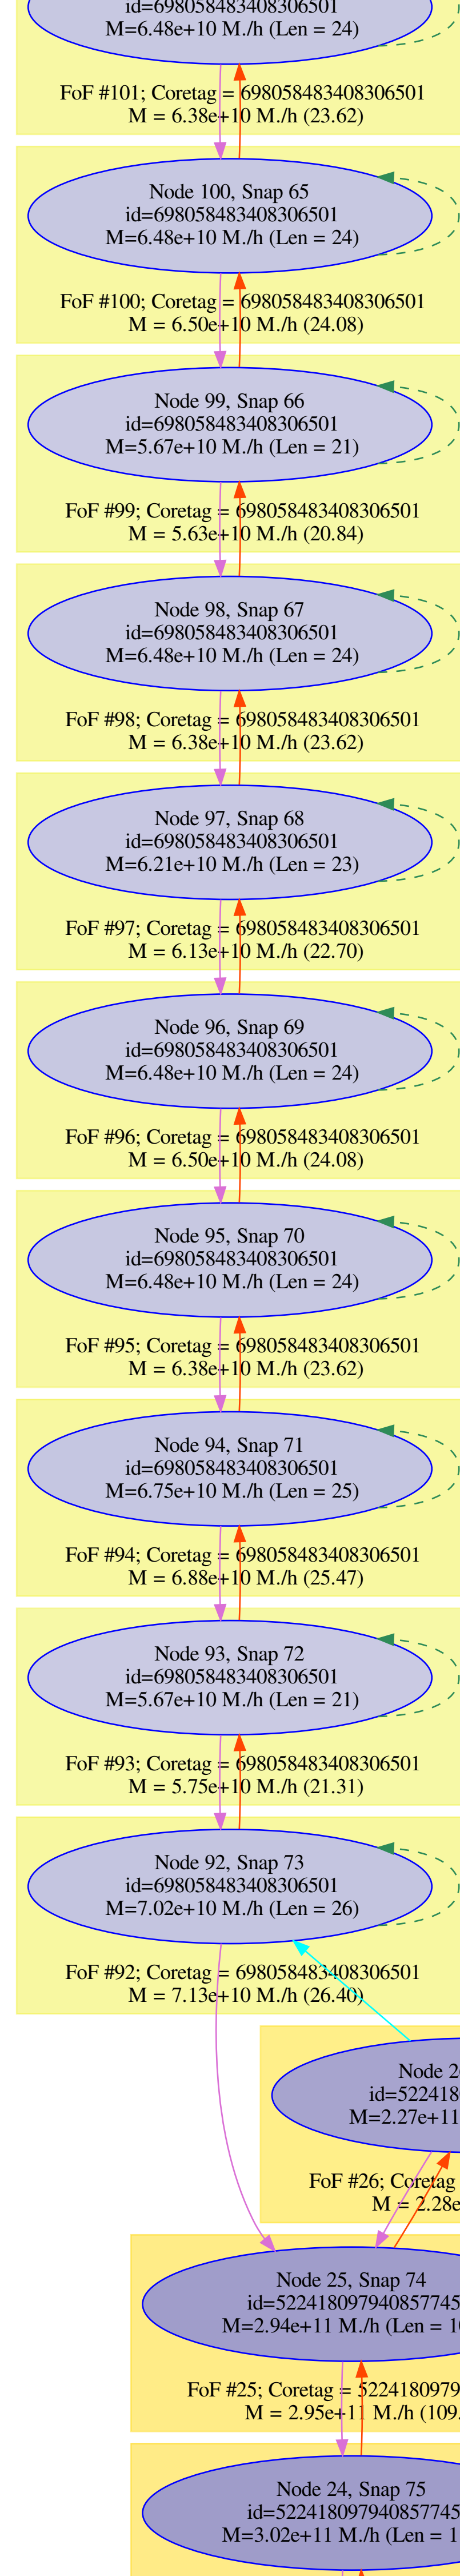 id=698058483408306501
M=6.48e+10 M./h (Len = 24)
FoF #101; Coretag = 698058483408306501
M = 6.38e+10 M./h (23.62)
Node 100, Snap 65
id=698058483408306501
M=6.48e+10 M./h (Len = 24)
FoF #100; Coretag = 698058483408306501
M = 6.50e+10 M./h (24.08)
Node 99, Snap 66
id=698058483408306501
M=5.67e+10 M./h (Len = 21)
FoF #99; Coretag = 698058483408306501
M = 5.63e+10 M./h (20.84)
Node 98, Snap 67
id=698058483408306501
M=6.48e+10 M./h (Len = 24)
FoF #98; Coretag = 698058483408306501
M = 6.38e+10 M./h (23.62)
Node 97, Snap 68
id=698058483408306501
M=6.21e+10 M./h (Len = 23)
FoF #97; Coretag = 698058483408306501
M = 6.13e+10 M./h (22.70)
Node 96, Snap 69
id=698058483408306501
M=6.48e+10 M./h (Len = 24)
FoF #96; Coretag = 698058483408306501
M = 6.50e+10 M./h (24.08)
Node 95, Snap 70
id=698058483408306501
M=6.48e+10 M./h (Len = 24)
FoF #95; Coretag = 698058483408306501
M = 6.38e+10 M./h (23.62)
Node 94, Snap 71
id=698058483408306501
M=6.75e+10 M./h (Len = 25)
FoF #94; Coretag = 698058483408306501
M = 6.88e+10 M./h (25.47)
Node 93, Snap 72
id=698058483408306501
M=5.67e+10 M./h (Len = 21)
FoF #93; Coretag = 698058483408306501
M = 5.75e+10 M./h (21.31)
Node 92, Snap 73
id=698058483408306501
M=7.02e+10 M./h (Len = 26)
FoF #92; Coretag = 698058483408306501
M = 7.13e+10 M./h (26.40)
Node 2
id=522418
M=2.27e+11
FoF #26; Coretag
M = 2.28e
Node 25, Snap 74
id=522418097940857745
M=2.94e+11 M./h (Len = 1
FoF #25; Coretag = 5224180979
M = 2.95e+11 M./h (109.
Node 24, Snap 75
id=522418097940857745
M=3.02e+11 M./h (Len = 1